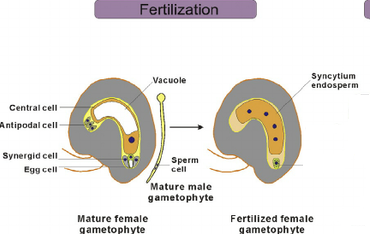 Fertilization
Vacuole
Central cell
Antipodal cell
Synergid cell
Egg cell
Sperm
cell
Mature male
gametophyte
Mature female
gametophyte
Syncytium
endosperm
Fertilized female
gametophyte